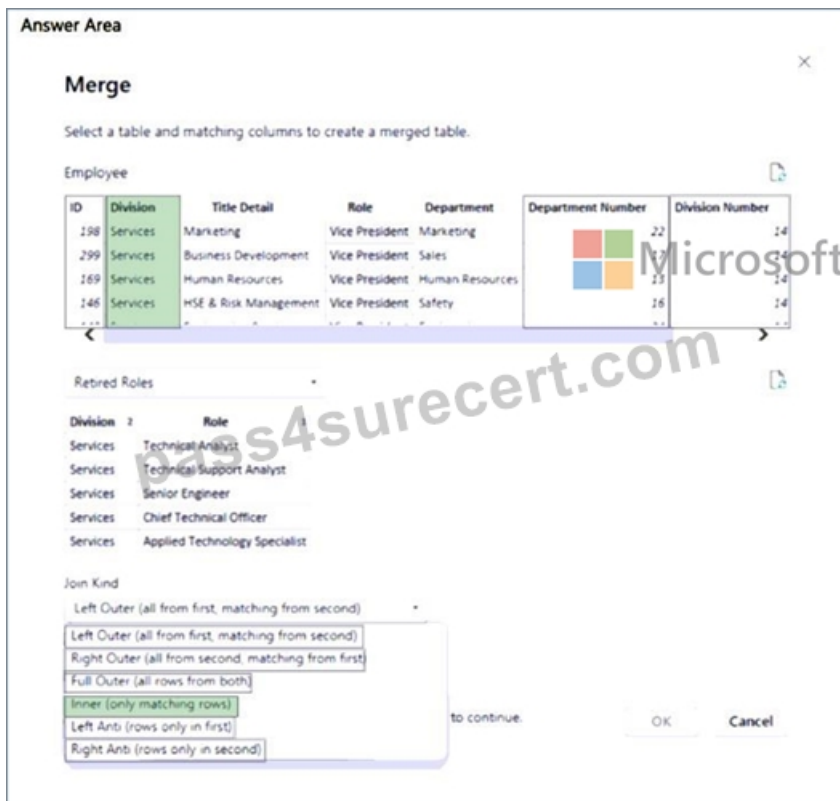 Answer Area
Merge
Select a table and matching columns to create a merged table.
Employee
ID Division Title Detail Role Department Department Number Division Number
198 Services Marketing Vice President Marketing 22 14
299 Services Business Development Vice President Sales 14
169 Services Human Resources Vice President Human Resources 14
146 Services HSE & Risk Management Vice President Safety 16 14
Microsoft
Retired Roles
Division 2 Role 1
Services Technical Analyst
Services Technical Support Analyst
Services Senior Engineer
Services Chief Technical Officer
Services Applied Technology Specialist
pass4surecert.com
Join Kind
Left Outer (all from first, matching from second)
Left Outer (all from first, matching from second)
Right Outer (all from second, matching from first)
Full Outer (all rows from both)
Inner (only matching rows)
Left Anti (rows only in first)
Right Anti (rows only in second)
to continue.
OK Cancel